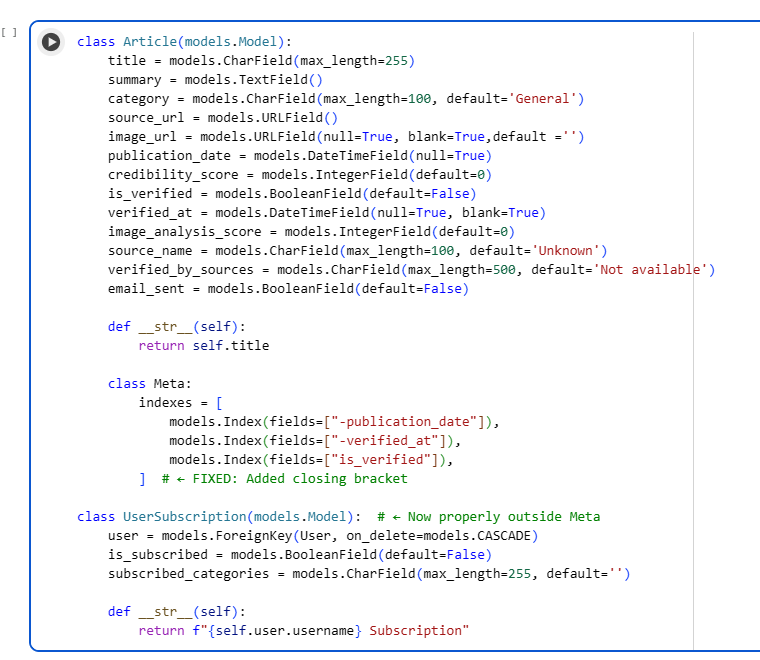 [ ]
class Article(models.Model):
    title = models.CharField(max_length=255)
    summary = models.TextField()
    category = models.CharField(max_length=100, default='General')
    source_url = models.URLField()
    image_url = models.URLField(null=True, blank=True,default ='')
    publication_date = models.DateTimeField(null=True)
    credibility_score = models.IntegerField(default=0)
    is_verified = models.BooleanField(default=False)
    verified_at = models.DateTimeField(null=True, blank=True)
    image_analysis_score = models.IntegerField(default=0)
    source_name = models.CharField(max_length=100, default='Unknown')
    verified_by_sources = models.CharField(max_length=500, default='Not available')
    email_sent = models.BooleanField(default=False)

    def __str__(self):
        return self.title

    class Meta:
        indexes = [
            models.Index(fields=["-publication_date"]),
            models.Index(fields=["-verified_at"]),
            models.Index(fields=["is_verified"]),
        ]  # ← FIXED: Added closing bracket

class UserSubscription(models.Model):  # ← Now properly outside Meta
    user = models.ForeignKey(User, on_delete=models.CASCADE)
    is_subscribed = models.BooleanField(default=False)
    subscribed_categories = models.CharField(max_length=255, default='')

    def __str__(self):
        return f"{self.user.username} Subscription"